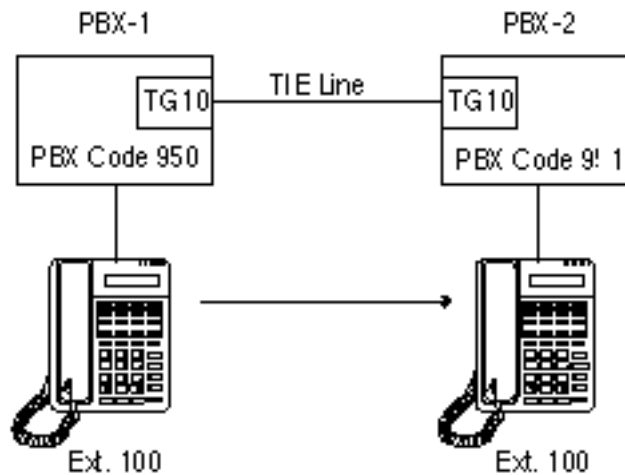 PBX-1
PBX-2
TG10
TIE Line
TG10
PBX Code 950
PBX Code
Ext. 100
Ext. 100